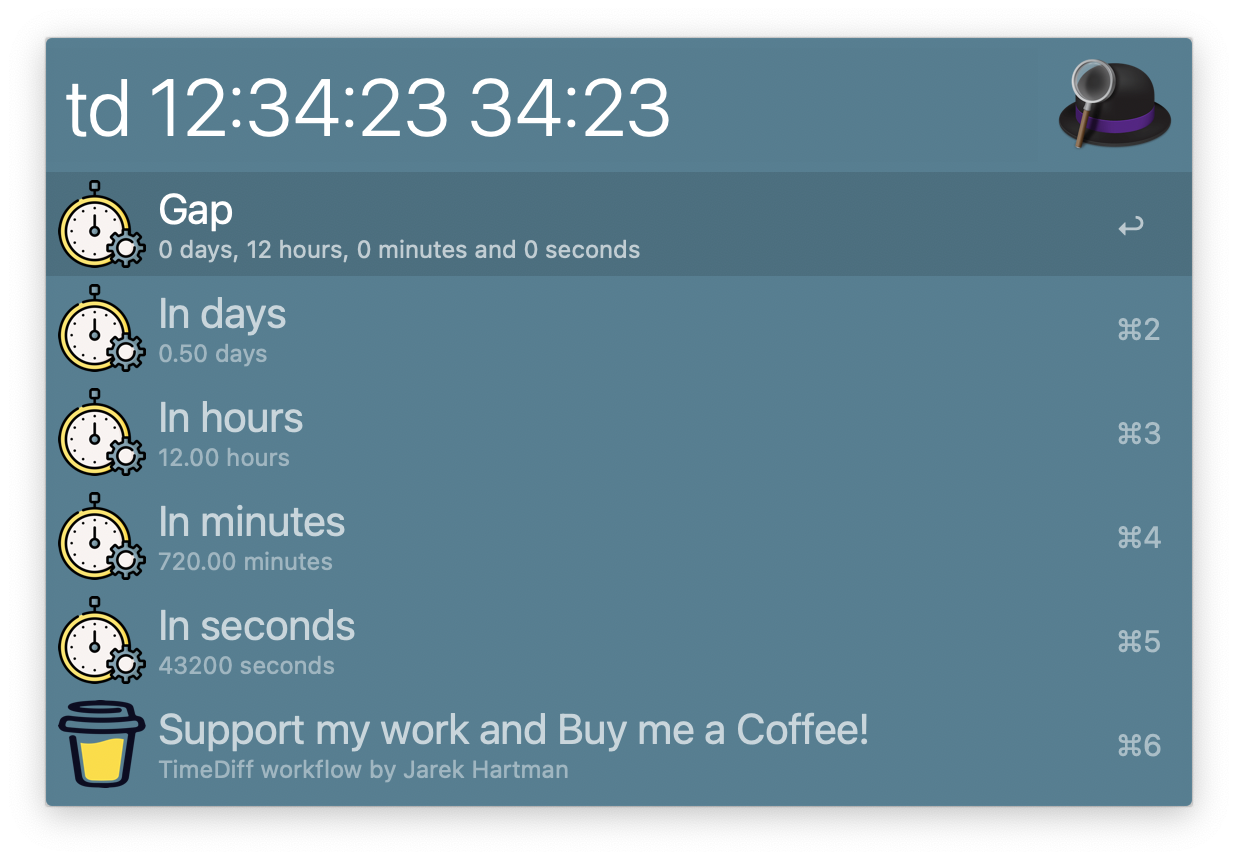 td 12:34:23 34:23
Gap
0 days, 12 hours, 0 minutes and 0 seconds
↩
In days
0.50 days
⌘2
In hours
12.00 hours
⌘3
In minutes
720.00 minutes
⌘4
In seconds
43200 seconds
⌘5
Support my work and Buy me a Coffee!
TimeDiff workflow by Jarek Hartman
⌘6